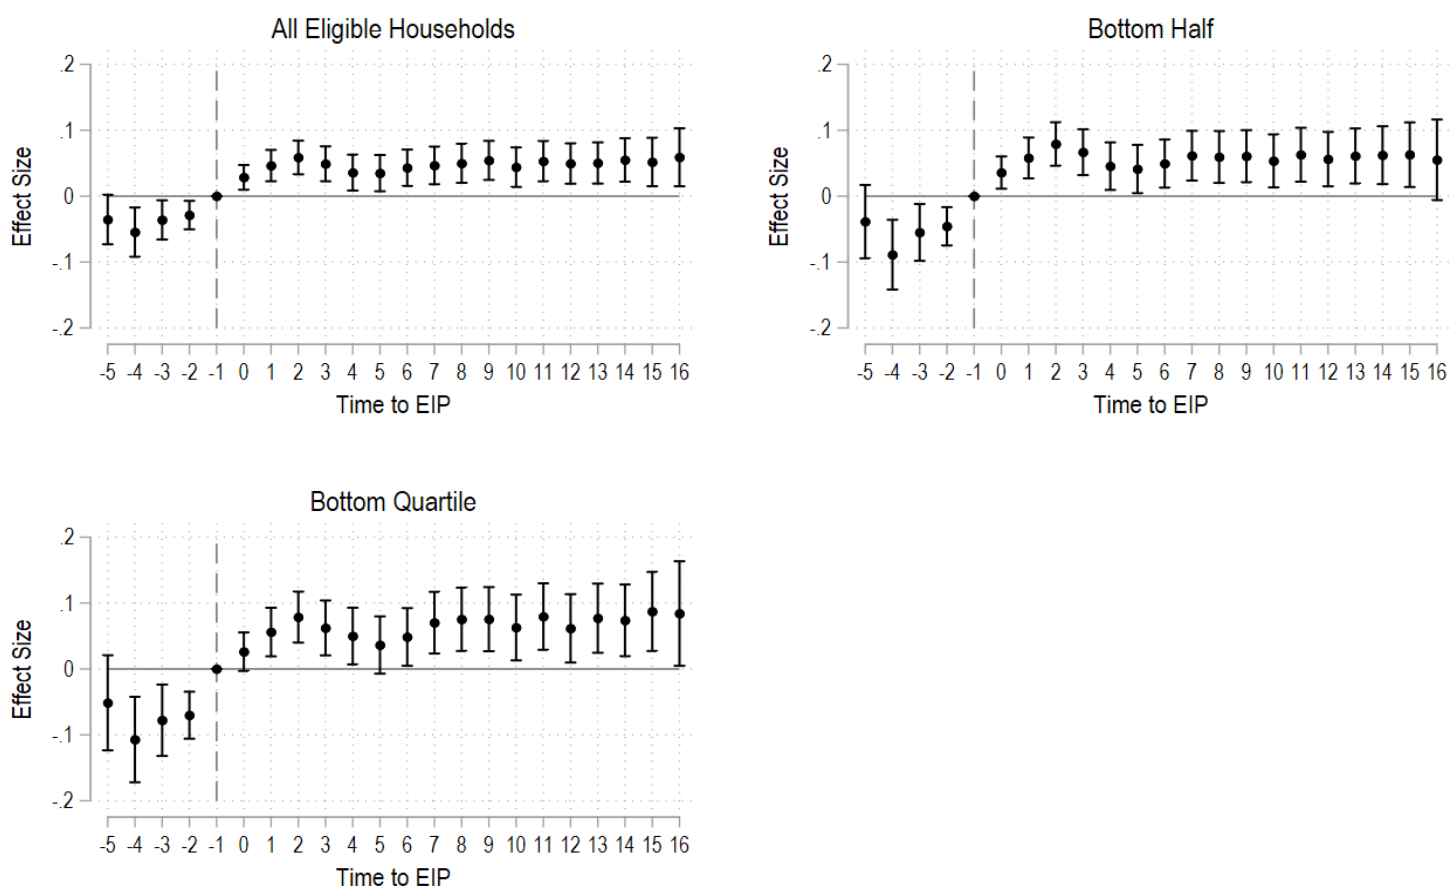 All Eligible Households
.2
.1
0
-.1
-.2
Effect Size
-5 -4 -3 -2 -1 0 1 2 3 4 5 6 7 8 9 10 11 12 13 14 15 16
Time to EIP
Bottom Half
.2
.1
0
-.1
-.2
Effect Size
-5 -4 -3 -2 -1 0 1 2 3 4 5 6 7 8 9 10 11 12 13 14 15 16
Time to EIP
Bottom Quartile
.2
.1
0
-.1
-.2
Effect Size
-5 -4 -3 -2 -1 0 1 2 3 4 5 6 7 8 9 10 11 12 13 14 15 16
Time to EIP